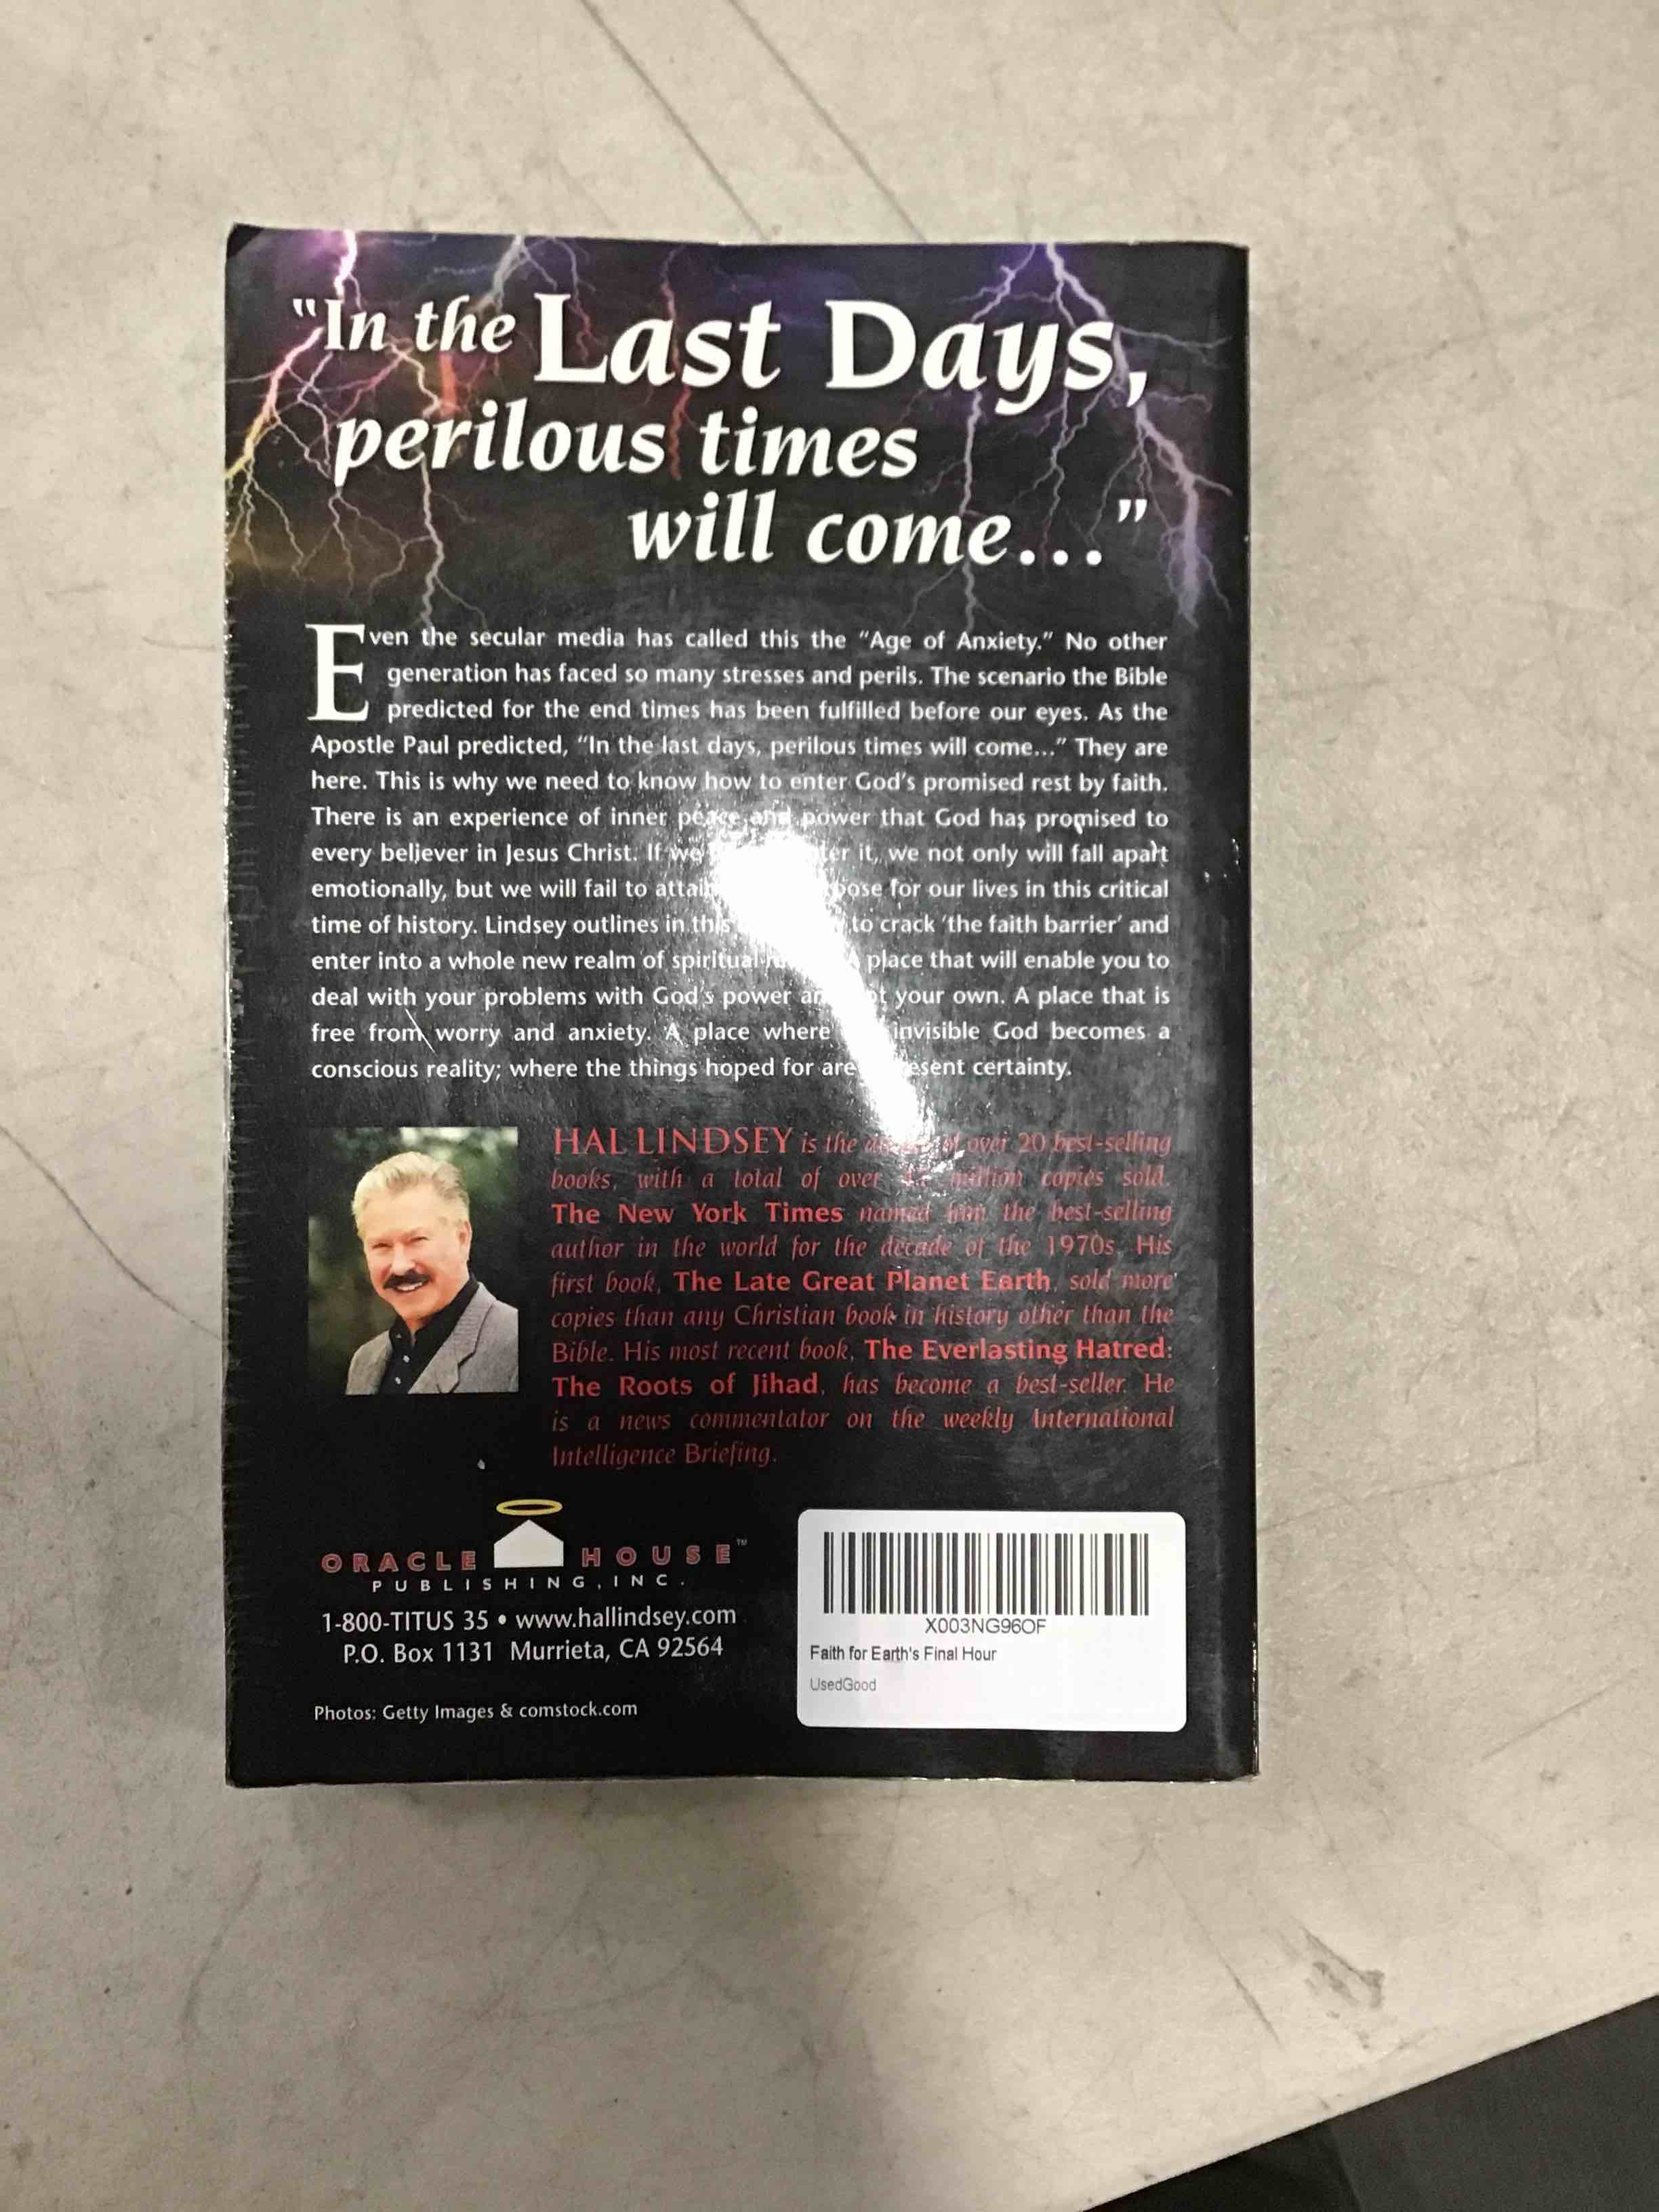 "In the Last Days,
perilous times
will come..."
Even the secular media has called this the "Age of Anxiety." No other
generation has faced so many stresses and perils. The scenario the Bible
predicted for the end times has been fulfilled before our eyes. As the
Apostle Paul predicted, "In the last days, perilous times will come..." They are
here. This is why we need to know how to enter God's promised rest by faith.
There is an experience of inner peace and power that God has promised to
every believer in Jesus Christ. If we it, we not only will fall apart
emotionally, but we will fail to for our lives in this critical
time of history. Lindsey outlines in this to crack 'the faith barrier' and
enter into a whole new realm of spiritual place that will enable you to
deal with your problems with God's power your own. A place that is
free from worry and anxiety. A place where invisible God becomes a
conscious reality; where the things hoped for are certainty.
HAL LINDSEY is the of over 20 best-selling
books, with a total of over million copies sold.
The New York Times named him the best-selling
author in the world for the decade of the 1970s. His
first book, The Late Great Planet Earth, sold more
copies than any Christian book in history other than the
Bible. His most recent book, The Everlasting Hatred:
The Roots of Jihad, has become a best-seller. He
is a news commentator on the weekly International
Intelligence Briefing.
ORACLE HOUSE™
PUBLISHING, INC.
1-800-TITUS 35 • www.hallindsey.com
P.O. Box 1131 Murrieta, CA 92564
Photos: Getty Images & comstock.com
X003NG96OF
Faith for Earth's Final Hour
UsedGood